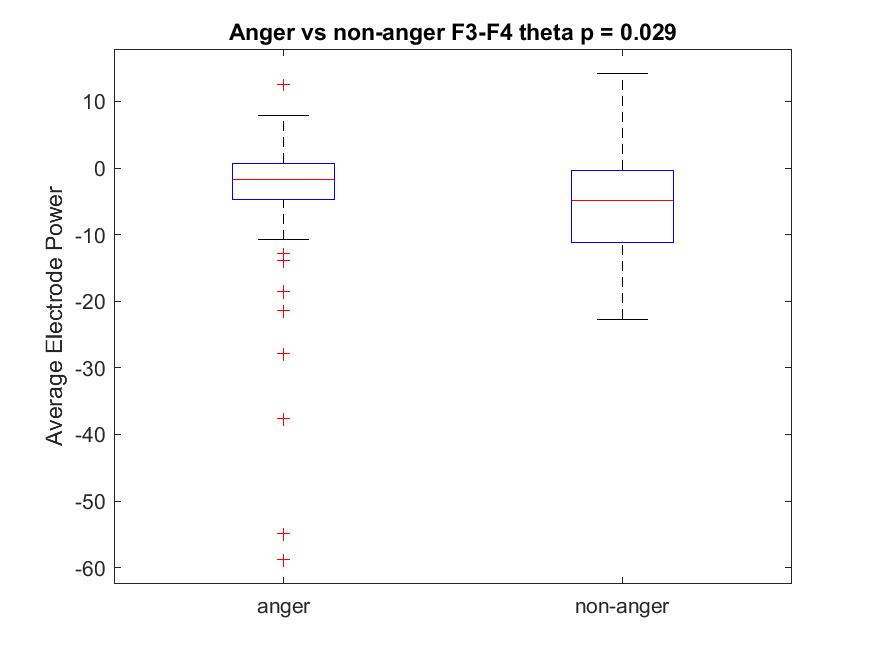 Anger vs non-anger F3-F4 theta p = 0.029
Average Electrode Power
10
0
-10
-20
-30
-40
-50
-60
anger non-anger